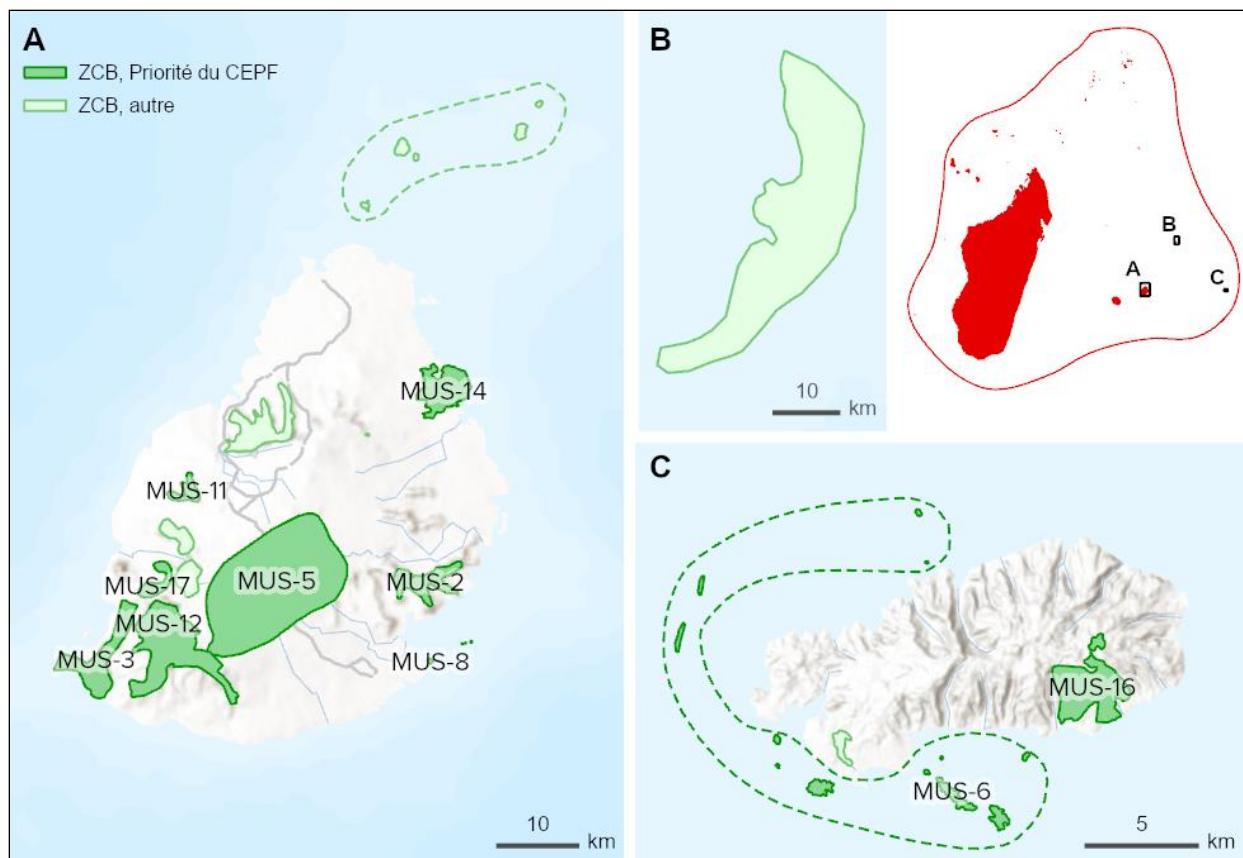 A
ZCB, Priorité du CEPF
ZCB, autre
MUS-14
MUS-11
MUS-5
MUS-17
MUS-2
MUS-12
MUS-3
MUS-8
10
km
B
10
km
A
B
C
C
MUS-16
MUS-6
5
km